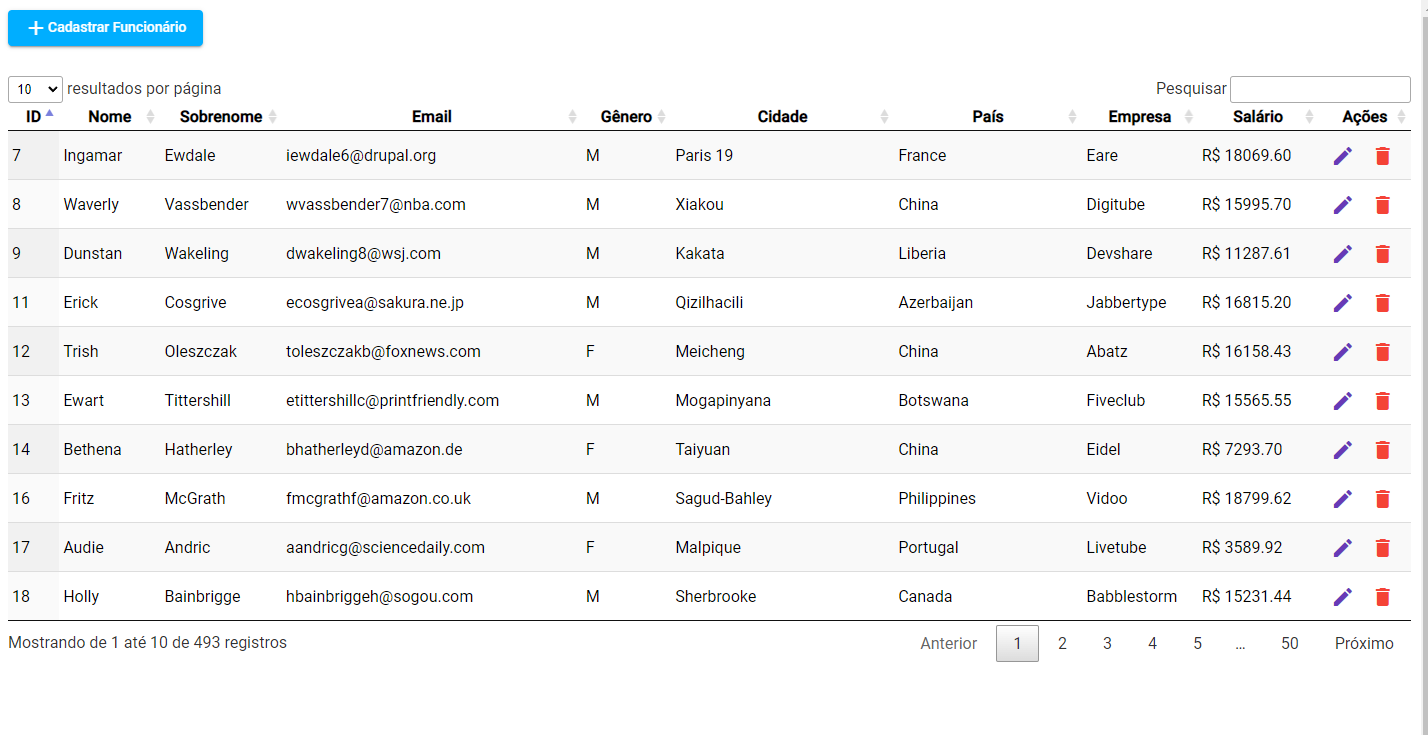 + Cadastrar Funcionário
10 resultados por página Pesquisar
ID Nome Sobrenome Email Gênero Cidade País Empresa Salário Ações
7 Ingamar Ewdale iewdale6@drupal.org M Paris 19 France Eare R$ 18069.60
8 Waverly Vassbender wvassbender7@nba.com M Xiakou China Digitube R$ 15995.70
9 Dunstan Wakeling dwakeling8@wsj.com M Kakata Liberia Devshare R$ 11287.61
11 Erick Cosgrive ecosgrivea@sakura.ne.jp M Qizilhacili Azerbaijan Jabbertype R$ 16815.20
12 Trish Oleszczak toleszczakb@foxnews.com F Meicheng China Abatz R$ 16158.43
13 Ewart Tittershill etittershillc@printfriendly.com M Mogapinyana Botswana Fiveclub R$ 15565.55
14 Bethena Hatherley bhatherleyd@amazon.de F Taiyuan China Eidel R$ 7293.70
16 Fritz McGrath fmcgrathf@amazon.co.uk M Sagud-Bahley Philippines Vidoo R$ 18799.62
17 Audie Andric aandricg@sciencedaily.com F Malpique Portugal Livetube R$ 3589.92
18 Holly Bainbrigge hbainbriggeh@sogou.com M Sherbrooke Canada Babblestorm R$ 15231.44
Mostrando de 1 até 10 de 493 registros Anterior 1 2 3 4 5 … 50 Próximo